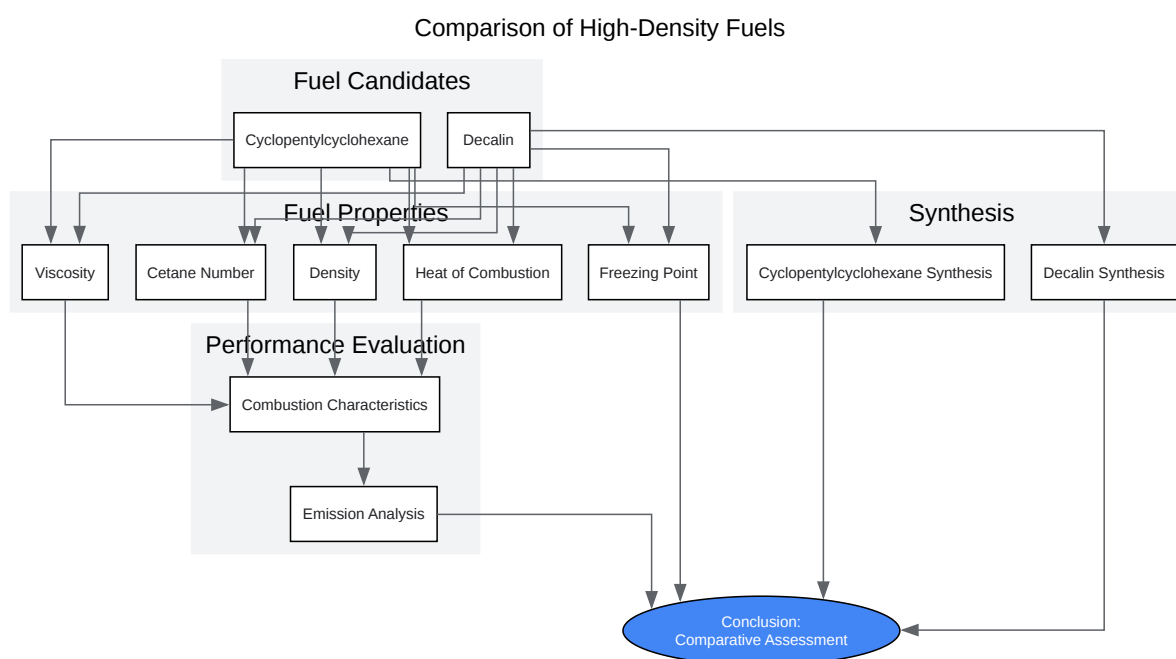 Comparison of High-Density Fuels
Fuel Candidates
Cyclopentylcyclohexane
Decalin
Fuel Properties
Synthesis
Viscosity
Cetane Number
Density
Heat of Combustion
Freezing Point
Cyclopentylcyclohexane Synthesis
Decalin Synthesis
Performance Evaluation
Combustion Characteristics
Emission Analysis
Conclusion:
Comparative Assessment